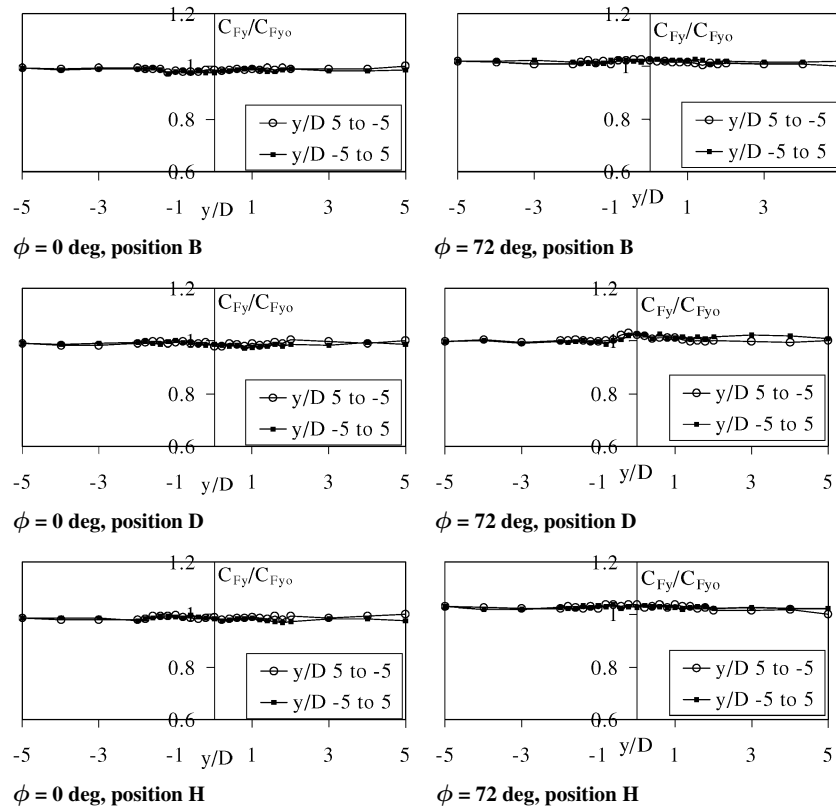 1.2
C_Fy/C_Fyo
1
0.8
0.6
y/D 5 to -5
y/D -5 to 5
-5 -3 -1 y/D 1 3 5
ϕ = 0 deg, position B
1.2
C_Fy/C_Fyo
1
0.8
0.6
y/D 5 to -5
y/D -5 to 5
-5 -3 -1 y/D 1 3
ϕ = 72 deg, position B
1.2
C_Fy/C_Fyo
1
0.8
0.6
y/D 5 to -5
y/D -5 to 5
-5 -3 -1 y/D 1 3 5
ϕ = 0 deg, position D
1.2
C_Fy/C_Fyo
1
0.8
0.6
y/D 5 to -5
y/D -5 to 5
-5 -3 -1 y/D 1 3 5
ϕ = 72 deg, position D
1.2
C_Fy/C_Fyo
1
0.8
0.6
y/D 5 to -5
y/D -5 to 5
-5 -3 -1 y/D 1 3 5
ϕ = 0 deg, position H
1.2
C_Fy/C_Fyo
1
0.8
0.6
y/D 5 to -5
y/D -5 to 5
-5 -3 -1 y/D 1 3 5
ϕ = 72 deg, position H